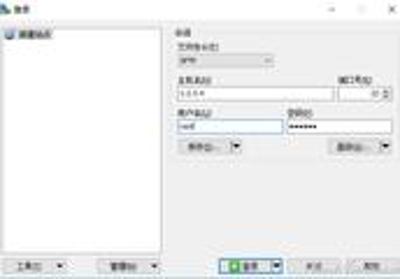 登录
新建站点
会话
文件协议(F)
SFTP
主机名(H)
端口号(R)
用户名(U)
密码(P)
保存(S)...
高级(A)...
工具(T)
管理(M)
登录
关闭
帮助